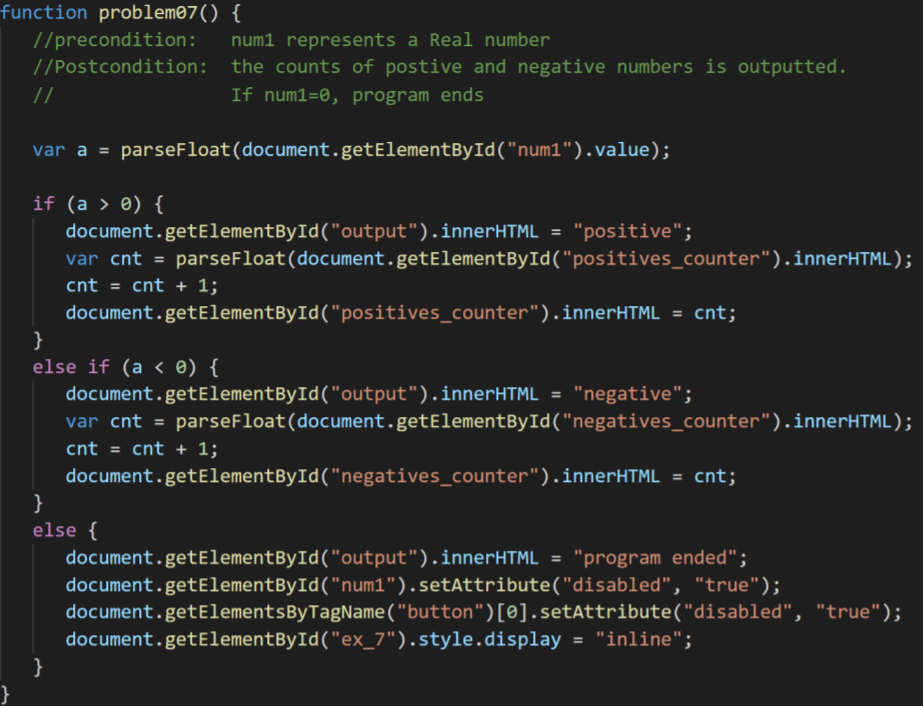 function problem07() {
//precondition:   num1 represents a Real number
//Postcondition:  the counts of postive and negative numbers is outputted.
//                If num1=0, program ends
var a = parseFloat(document.getElementById("num1").value);
if (a > 0) {
document.getElementById("output").innerHTML = "positive";
var cnt = parseFloat(document.getElementById("positives_counter").innerHTML);
cnt = cnt + 1;
document.getElementById("positives_counter").innerHTML = cnt;
}
else if (a < 0) {
document.getElementById("output").innerHTML = "negative";
var cnt = parseFloat(document.getElementById("negatives_counter").innerHTML);
cnt = cnt + 1;
document.getElementById("negatives_counter").innerHTML = cnt;
}
else {
document.getElementById("output").innerHTML = "program ended";
document.getElementById("num1").setAttribute("disabled", "true");
document.getElementsByTagName("button")[0].setAttribute("disabled", "true");
document.getElementById("ex_7").style.display = "inline";
}
}